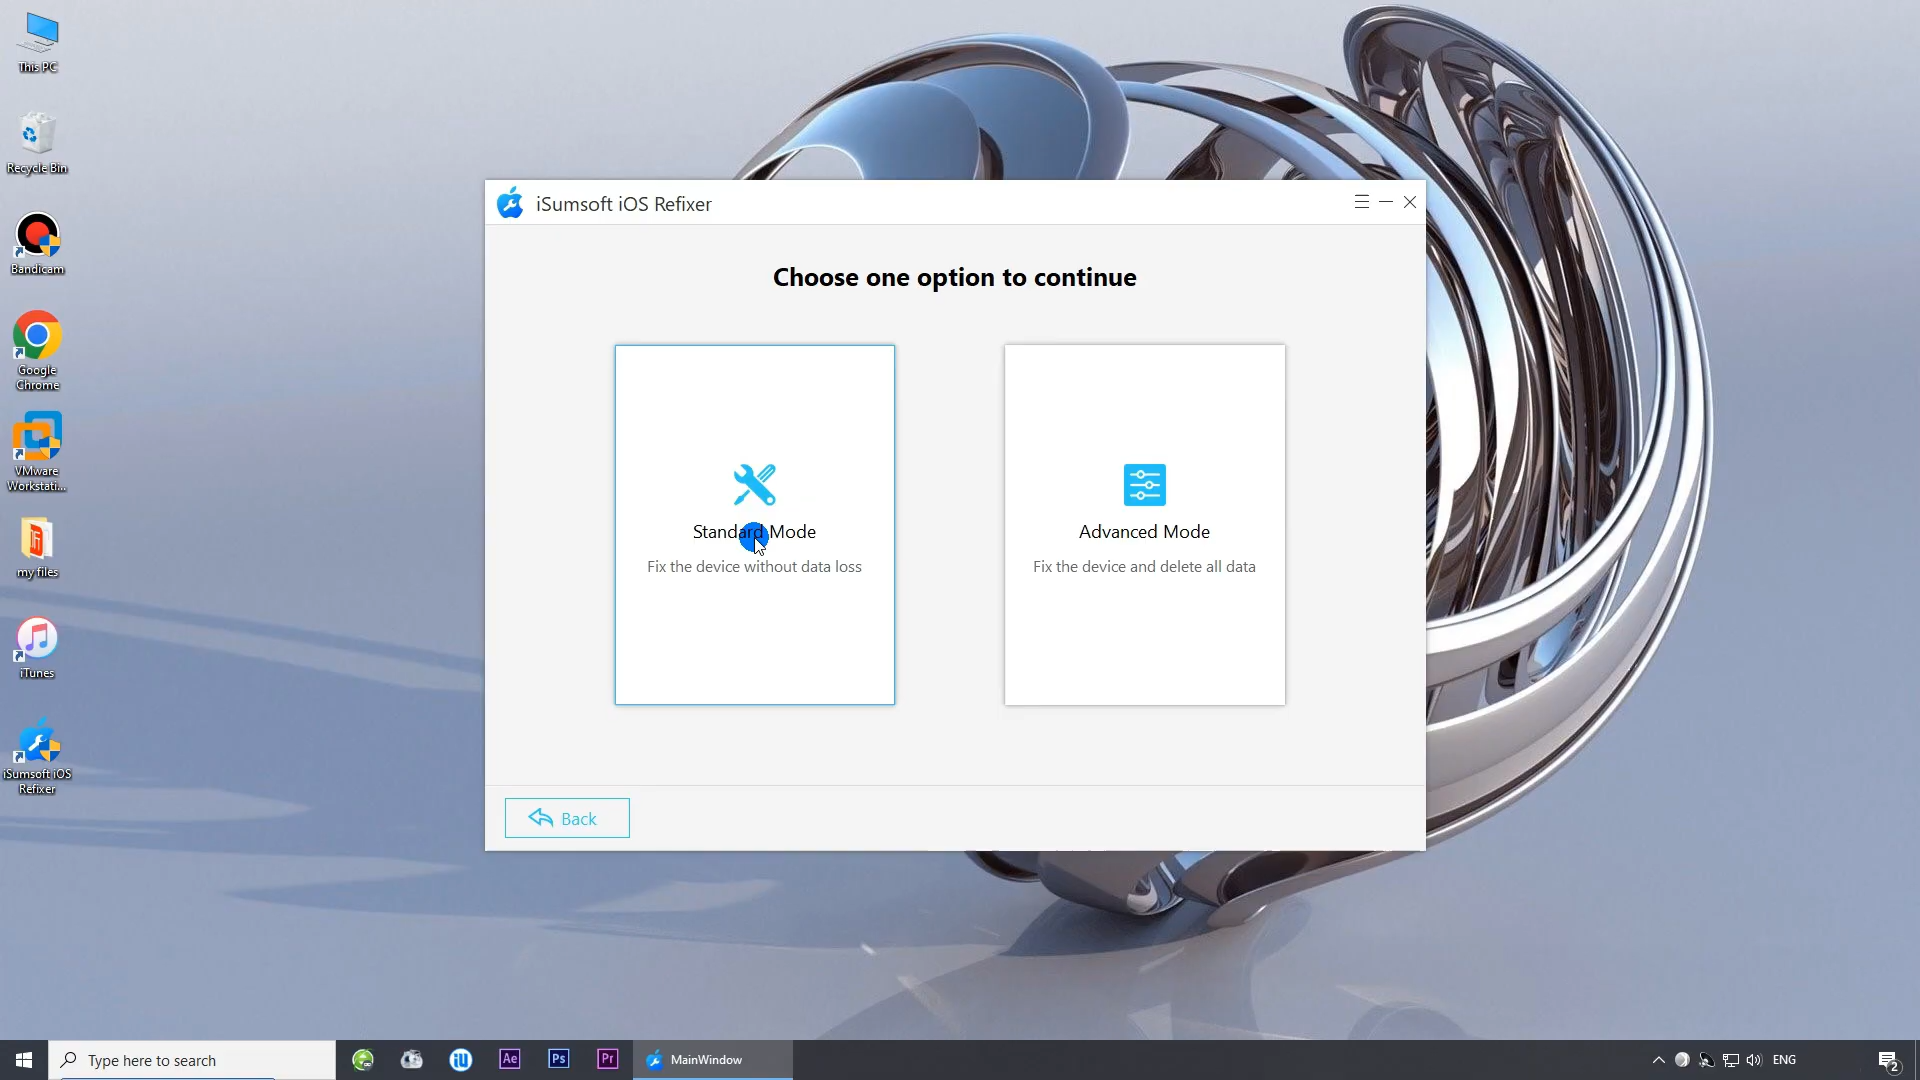 This PC
Recycle Bin
Bandicam
Google
Chrome
VMware
Workstati...
my files
iTunes
iSumsoft iOS
Refixer
iSumsoft iOS Refixer
Choose one option to continue
Standard Mode
Fix the device without data loss
Advanced Mode
Fix the device and delete all data
Back
Type here to search
iU
Ae
Ps
Pr
MainWindow
ENG
2